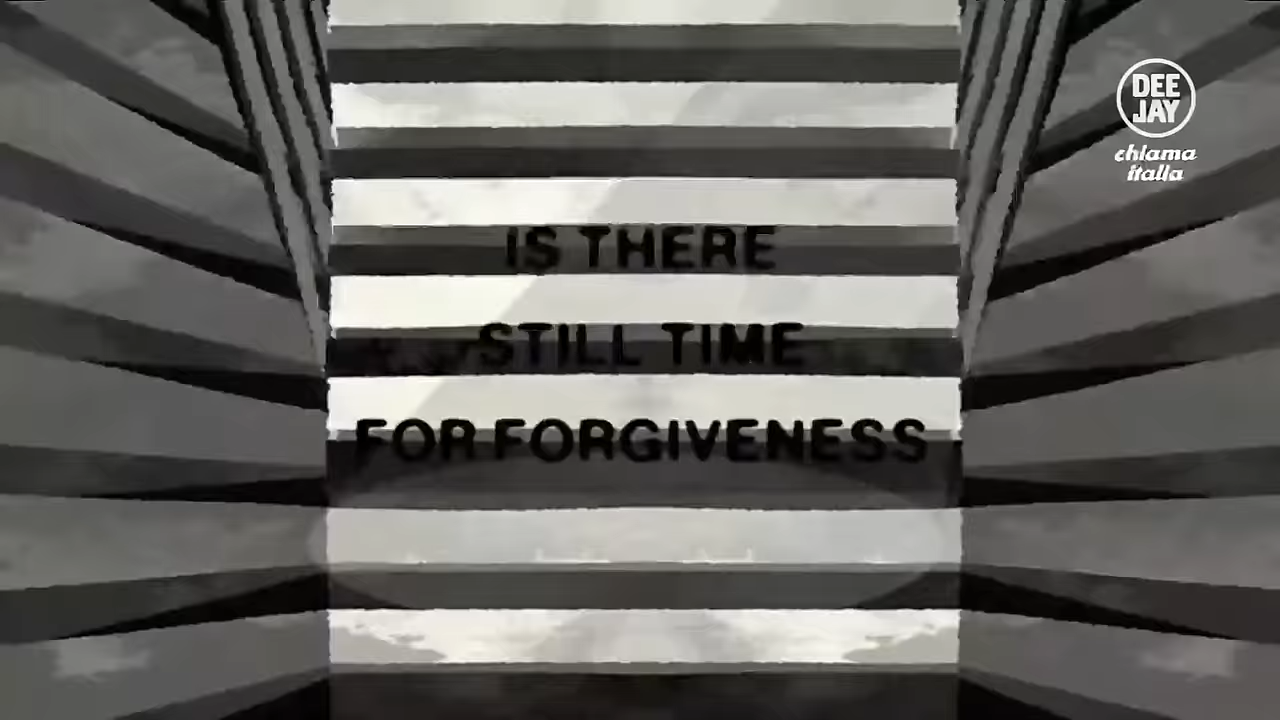 DEE
JAY
chiama
italia
IS THERE
STILL TIME
FOR FORGIVENESS